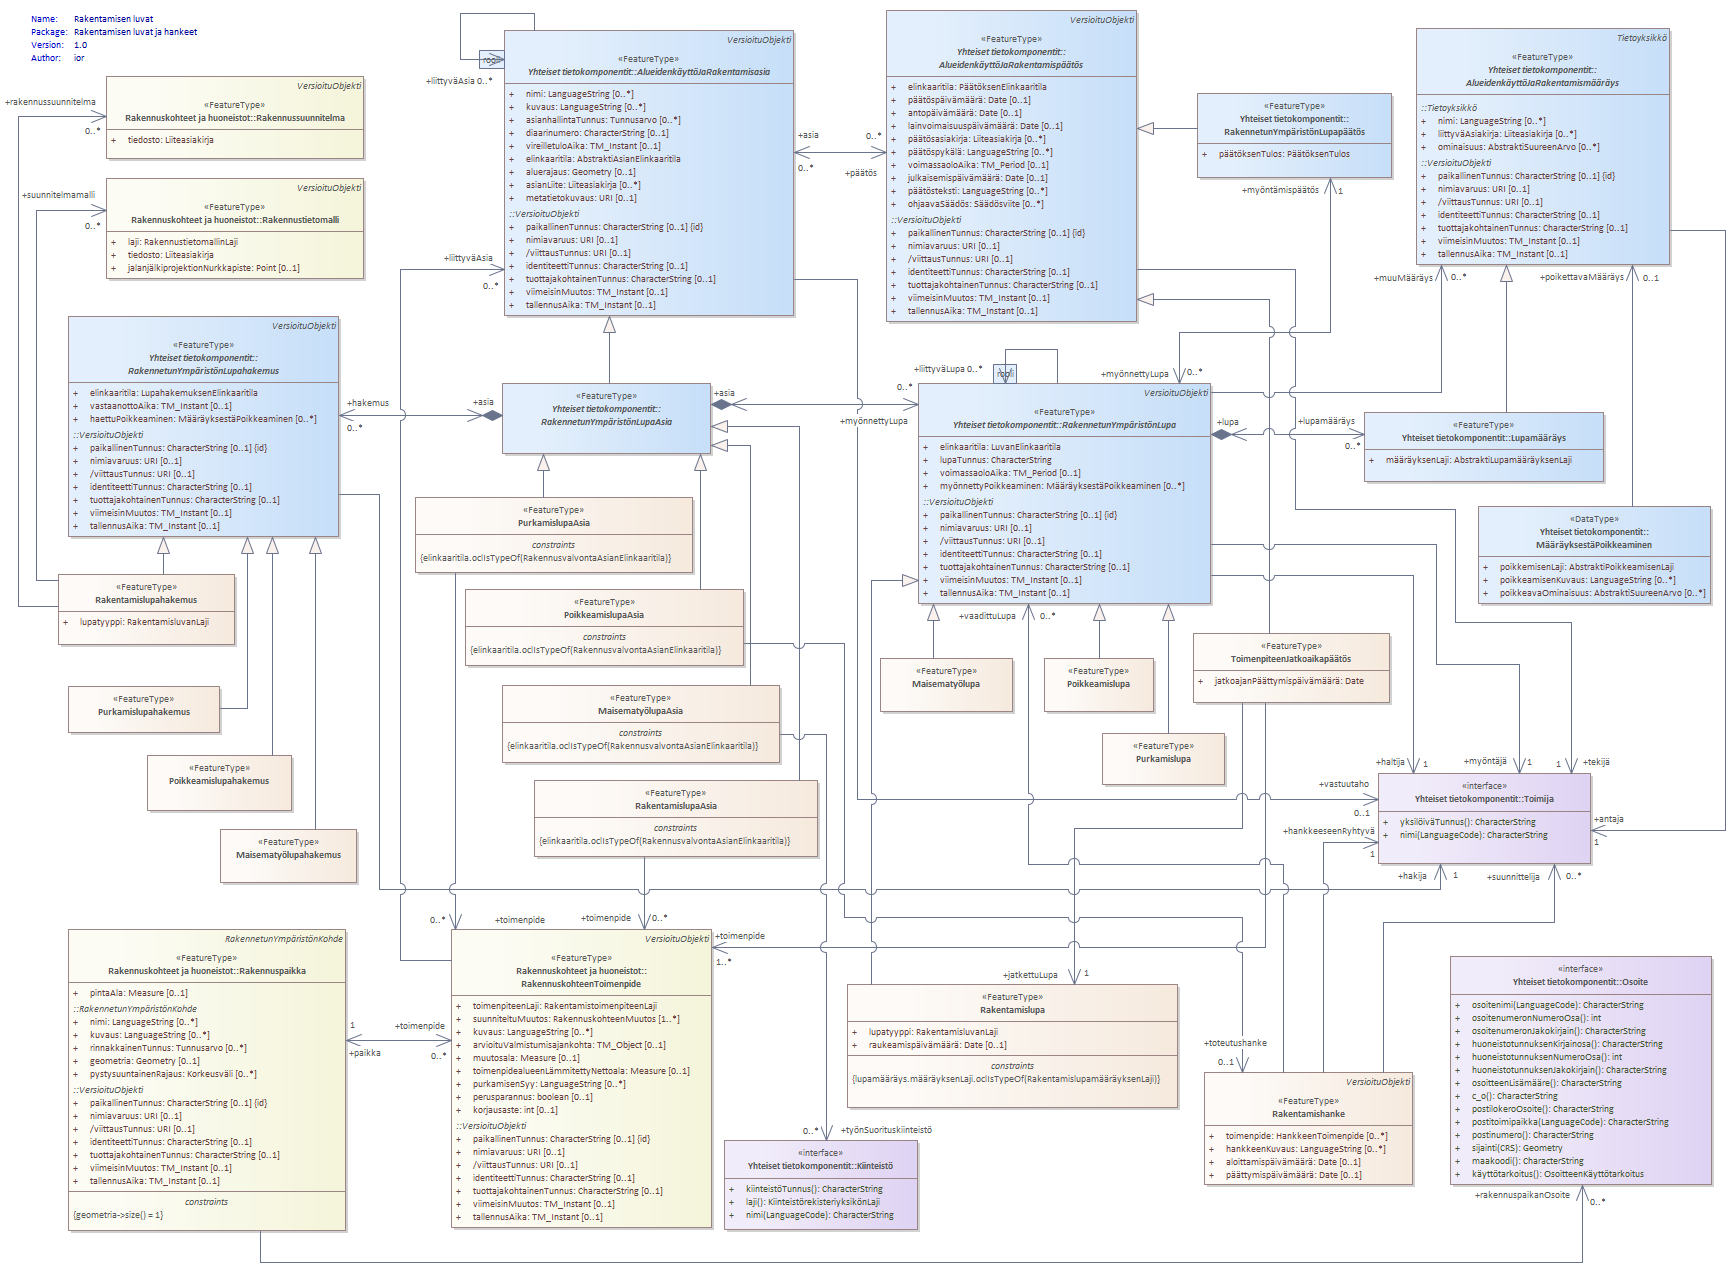 Name: Rakentamisen luvat
Package: Rakentamisen luvat ja hankkeet
Version: 1.0
Author: ior
VersioituObjekti
«FeatureType»
Rakennuskohteet ja huoneistot::Rakennussuunnitelma
+ tiedosto: Liiteasiakirja
+rakennussuunnitelma
0..*
VersioituObjekti
«FeatureType»
Rakennuskohteet ja huoneistot::Rakennustietomalli
+ laji: RakennustietomallinLaji
+ tiedosto: Liiteasiakirja
+ jalanjälkiprojektionNurkkapiste: Point [0..1]
+suunnitelmamalli
0..*
VersioituObjekti
«FeatureType»
Yhteiset tietokomponentit::AlueidenkäyttöJaRakentamisasia
+ nimi: LanguageString [0..*]
+ kuvaus: LanguageString [0..*]
+ asianhallintaTunnus: Tunnusarvo [0..*]
+ diaarinumero: CharacterString [0..1]
+ vireilletuloAika: TM_Instant [0..1]
+ elinkaaritila: AbstraktiAsianElinkaaritila
+ aluerajaus: Geometry [0..1]
+ asianLiite: Liiteasiakirja [0..*]
+ metatietokuvaus: URI [0..1]
::VersioituObjekti
+ paikallinenTunnus: CharacterString [0..1] {id}
+ nimiavaruus: URI [0..1]
+ /viittausTunnus: URI [0..1]
+ identiteettiTunnus: CharacterString [0..1]
+ tuottajakohtainenTunnus: CharacterString [0..1]
+ viimeisinMuutos: TM_Instant [0..1]
+ tallennusAika: TM_Instant [0..1]
rooli
+liittyväAsia 0..*
+liittyväAsia
0..*
+asia
0..*
0..*
+päätös
VersioituObjekti
«FeatureType»
Yhteiset tietokomponentit::
AlueidenkäyttöJaRakentamispäätös
+ elinkaaritila: PäätöksenElinkaaritila
+ päätöspäivämäärä: Date [0..1]
+ antopäivämäärä: Date [0..1]
+ lainvoimaisuuspäivämäärä: Date [0..1]
+ päätösasiakirja: Liiteasiakirja [0..*]
+ päätöspykälä: LanguageString [0..*]
+ voimassaoloAika: TM_Period [0..1]
+ julkaisemispäivämäärä: Date [0..1]
+ päätösteksti: LanguageString [0..*]
+ ohjaavaSäädös: Säädösviite [0..*]
::VersioituObjekti
+ paikallinenTunnus: CharacterString [0..1] {id}
+ nimiavaruus: URI [0..1]
+ /viittausTunnus: URI [0..1]
+ identiteettiTunnus: CharacterString [0..1]
+ tuottajakohtainenTunnus: CharacterString [0..1]
+ viimeisinMuutos: TM_Instant [0..1]
+ tallennusAika: TM_Instant [0..1]
«FeatureType»
Yhteiset tietokomponentit::
RakennetunYmpäristönLupapäätös
+ päätöksenTulos: PäätöksenTulos
+myöntämispäätös
1
Tietoyksikkö
«FeatureType»
Yhteiset tietokomponentit::
AlueidenkäyttöJaRakentamismääräys
::Tietoyksikkö
+ nimi: LanguageString [0..*]
+ liittyväAsiakirja: Liiteasiakirja [0..*]
+ ominaisuus: AbstraktiSuureenArvo [0..*]
::VersioituObjekti
+ paikallinenTunnus: CharacterString [0..1] {id}
+ nimiavaruus: URI [0..1]
+ /viittausTunnus: URI [0..1]
+ identiteettiTunnus: CharacterString [0..1]
+ tuottajakohtainenTunnus: CharacterString [0..1]
+ viimeisinMuutos: TM_Instant [0..1]
+ tallennusAika: TM_Instant [0..1]
+muuMääräys
0..*
+poikettavaMääräys
0..1
VersioituObjekti
«FeatureType»
Yhteiset tietokomponentit::
RakennetunYmpäristönLupahakemus
+ elinkaaritila: LupahakemuksenElinkaaritila
+ vastaanottoAika: TM_Instant [0..1]
+ haettuPoikkeaminen: MääräyksestäPoikkeaminen [0..*]
::VersioituObjekti
+ paikallinenTunnus: CharacterString [0..1] {id}
+ nimiavaruus: URI [0..1]
+ /viittausTunnus: URI [0..1]
+ identiteettiTunnus: CharacterString [0..1]
+ tuottajakohtainenTunnus: CharacterString [0..1]
+ viimeisinMuutos: TM_Instant [0..1]
+ tallennusAika: TM_Instant [0..1]
+hakemus
0..*
+asia
«FeatureType»
Yhteiset tietokomponentit::
RakennetunYmpäristönLupaAsia
+asia
0..*
+myönnettyLupa
+liittyväLupa 0..*
rooli
+myönnettyLupa
0..*
VersioituObjekti
«FeatureType»
Yhteiset tietokomponentit::RakennetunYmpäristönLupa
+ elinkaaritila: LuvanElinkaaritila
+ lupaTunnus: CharacterString
+ voimassaoloAika: TM_Period [0..1]
+ myönnettyPoikkeaminen: MääräyksestäPoikkeaminen [0..*]
::VersioituObjekti
+ paikallinenTunnus: CharacterString [0..1] {id}
+ nimiavaruus: URI [0..1]
+ /viittausTunnus: URI [0..1]
+ identiteettiTunnus: CharacterString [0..1]
+ tuottajakohtainenTunnus: CharacterString [0..1]
+ viimeisinMuutos: TM_Instant [0..1]
+ tallennusAika: TM_Instant [0..1]
+lupa
+lupamääräys
0..*
«FeatureType»
Yhteiset tietokomponentit::Lupamääräys
+ määräyksenLaji: AbstraktiLupamääräyksenLaji
«DataType»
Yhteiset tietokomponentit::
MääräyksestäPoikkeaminen
+ poikkemisenLaji: AbstraktiPoikkeamisenLaji
+ poikkeamisenKuvaus: LanguageString [0..*]
+ poikkeavaOminaisuus: AbstraktiSuureenArvo [0..*]
«FeatureType»
PurkamislupaAsia
constraints
{elinkaaritila.oclIsTypeOf(RakennusvalvontaAsianElinkaaritila)}
«FeatureType»
PoikkeamislupaAsia
constraints
{elinkaaritila.oclIsTypeOf(RakennusvalvontaAsianElinkaaritila)}
«FeatureType»
MaisematyölupaAsia
constraints
{elinkaaritila.oclIsTypeOf(RakennusvalvontaAsianElinkaaritila)}
«FeatureType»
RakentamislupaAsia
constraints
{elinkaaritila.oclIsTypeOf(RakennusvalvontaAsianElinkaaritila)}
«FeatureType»
Rakentamislupahakemus
+ lupatyyppi: RakentamisluvanLaji
«FeatureType»
Purkamislupahakemus
«FeatureType»
Poikkeamislupahakemus
«FeatureType»
Maisematyölupahakemus
+vaadittuLupa
0..*
«FeatureType»
Maisematyölupa
«FeatureType»
Poikkeamislupa
«FeatureType»
Purkamislupa
«FeatureType»
ToimenpiteenJatkoaikapäätös
+ jatkoajanPäättymispäivämäärä: Date
+haltija
1
+myöntäjä
1
1
+tekijä
+vastuutaho
0..1
+hankkeeseenRyhtyvä
1
«interface»
Yhteiset tietokomponentit::Toimija
+ yksilöiväTunnus(): CharacterString
+ nimi(LanguageCode): CharacterString
+antaja
1
+hakija
1
+suunnittelija
0..*
RakennetunYmpäristönKohde
«FeatureType»
Rakennuskohteet ja huoneistot::Rakennuspaikka
+ pintaAla: Measure [0..1]
::RakennetunYmpäristönKohde
+ nimi: LanguageString [0..*]
+ kuvaus: LanguageString [0..*]
+ rinnakkainenTunnus: Tunnusarvo [0..*]
+ geometria: Geometry [0..1]
+ pystysuuntainenRajaus: Korkeusväli [0..*]
::VersioituObjekti
+ paikallinenTunnus: CharacterString [0..1] {id}
+ nimiavaruus: URI [0..1]
+ /viittausTunnus: URI [0..1]
+ identiteettiTunnus: CharacterString [0..1]
+ tuottajakohtainenTunnus: CharacterString [0..1]
+ viimeisinMuutos: TM_Instant [0..1]
+ tallennusAika: TM_Instant [0..1]
constraints
{geometria->size() = 1}
1
+paikka
+toimenpide
0..*
0..*
+toimenpide
+toimenpide
0..*
+toimenpide
1..*
VersioituObjekti
«FeatureType»
Rakennuskohteet ja huoneistot::
RakennuskohteenToimenpide
+ toimenpiteenLaji: RakentamistoimenpiteenLaji
+ suunniteltuMuutos: RakennuskohteenMuutos [1..*]
+ kuvaus: LanguageString [0..*]
+ arvioituValmistumisajankohta: TM_Object [0..1]
+ muutosala: Measure [0..1]
+ toimenpidealueenLämmitettyNettoala: Measure [0..1]
+ purkamisenSyy: LanguageString [0..*]
+ perusparannus: boolean [0..1]
+ korjausaste: int [0..1]
::VersioituObjekti
+ paikallinenTunnus: CharacterString [0..1] {id}
+ nimiavaruus: URI [0..1]
+ /viittausTunnus: URI [0..1]
+ identiteettiTunnus: CharacterString [0..1]
+ tuottajakohtainenTunnus: CharacterString [0..1]
+ viimeisinMuutos: TM_Instant [0..1]
+ tallennusAika: TM_Instant [0..1]
0..*
+työnSuorituskiinteistö
«interface»
Yhteiset tietokomponentit::Kiinteistö
+ kiinteistöTunnus(): CharacterString
+ laji(): KiinteistörekisteriyksikönLaji
+ nimi(LanguageCode): CharacterString
+jatkettuLupa
1
«FeatureType»
Rakentamislupa
+ lupatyyppi: RakentamisluvanLaji
+ raukeamispäivämäärä: Date [0..1]
constraints
{lupamääräys.määräyksenLaji.oclIsTypeOf(RakentamislupamääräyksenLaji)}
+toteutushanke
0..1
VersioituObjekti
«FeatureType»
Rakentamishanke
+ toimenpide: HankkeenToimenpide [0..*]
+ hankkeenKuvaus: LanguageString [0..*]
+ aloittamispäivämäärä: Date [0..1]
+ päättymispäivämäärä: Date [0..1]
«interface»
Yhteiset tietokomponentit::Osoite
+ osoitenimi(LanguageCode): CharacterString
+ osoitenumeronNumeroOsa(): int
+ osoitenumeronJakokirjain(): CharacterString
+ huoneistotunnuksenKirjainosa(): CharacterString
+ huoneistotunnuksenNumeroOsa(): int
+ huoneistotunnuksenJakokirjain(): CharacterString
+ osoitteenLisämääre(): CharacterString
+ c_o(): CharacterString
+ postilokeroOsoite(): CharacterString
+ postitoimipaikka(LanguageCode): CharacterString
+ postinumero(): CharacterString
+ sijainti(CRS): Geometry
+ maakoodi(): CharacterString
+ käyttötarkoitus(): OsoitteenKäyttötarkoitus
+rakennuspaikanOsoite
0..*